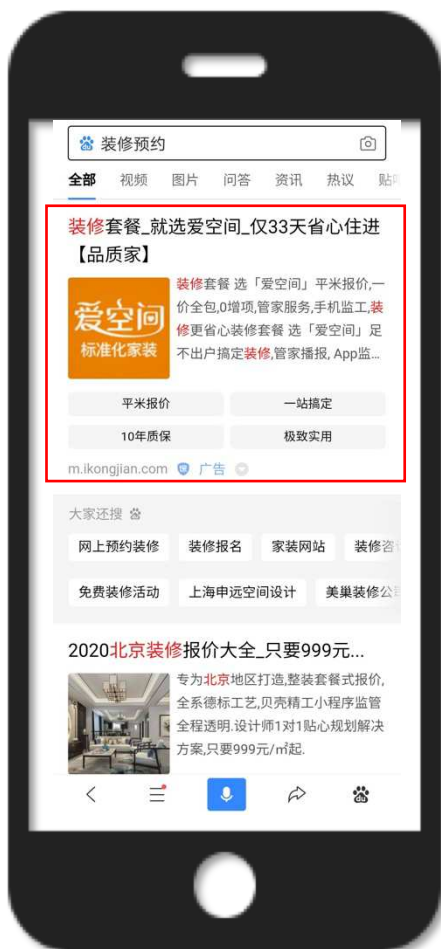 装修预约
全部 视频 图片 问答 资讯 热议
装修套餐_就选爱空间_仅33天省心住进
【品质家】
爱空间
标准化家装
装修套餐 选「爱空间」平米报价,一
价全包,0增项,管家服务,手机监工,装
修更省心装修套餐 选「爱空间」足
不出户搞定装修,管家播报, App监...
平米报价 一站搞定
10年质保 极致实用
m.ikongjian.com 广告
大家还搜
网上预约装修 装修报名 家装网站 装修咨
免费装修活动 上海申远空间设计 美巢装修公
2020北京装修报价大全_只要999元...
专为北京地区打造,整装套餐式报价,
全系德标工艺,贝壳精工小程序监管
全程透明.设计师1对1贴心规划解决
方案,只要999元/㎡起.